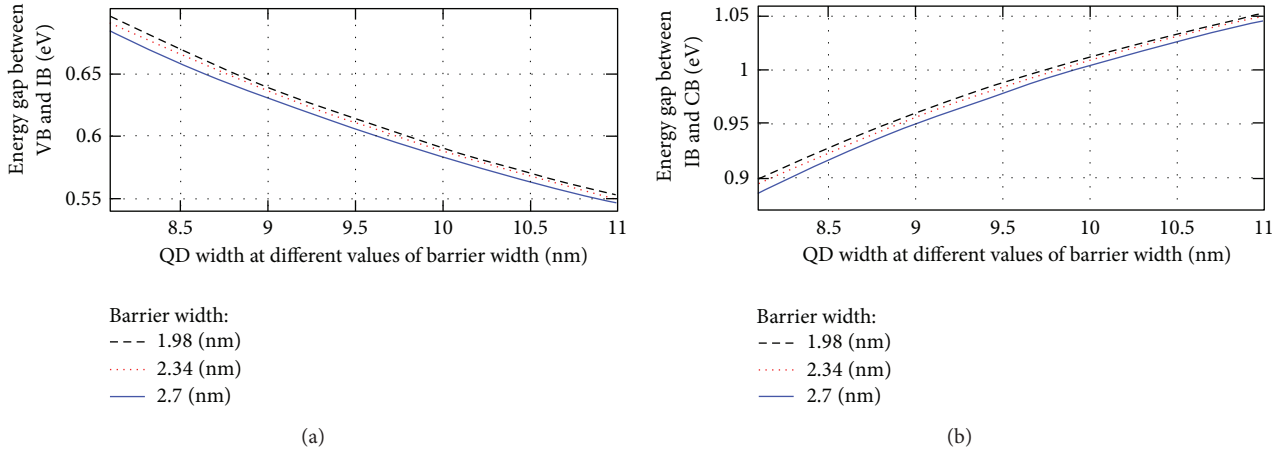 Energy gap between
VB and IB (eV)
0.65
0.6
0.55
8.5 9 9.5 10 10.5 11
QD width at different values of barrier width (nm)
Barrier width:
1.98 (nm)
2.34 (nm)
2.7 (nm)
(a)
Energy gap between
IB and CB (eV)
1.05
1
0.95
0.9
8.5 9 9.5 10 10.5 11
QD width at different values of barrier width (nm)
Barrier width:
1.98 (nm)
2.34 (nm)
2.7 (nm)
(b)